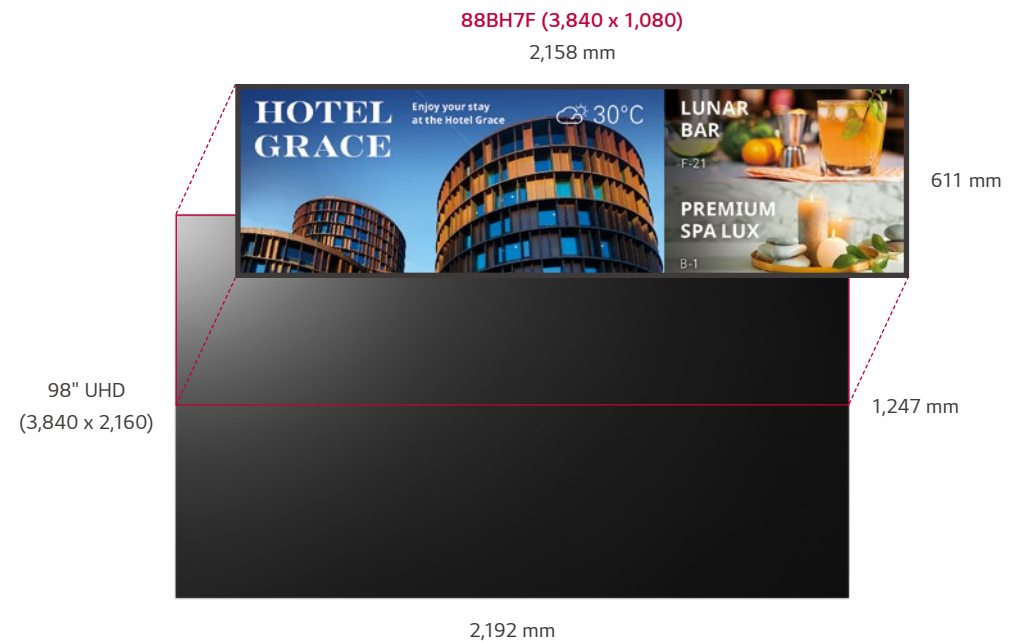 88BH7F (3,840 x 1,080)
2,158 mm
HOTEL
GRACE
Enjoy your stay
at the Hotel Grace
30°C
LUNAR
BAR
F-21
PREMIUM
SPA LUX
B-1
611 mm
98" UHD
(3,840 x 2,160)
1,247 mm
2,192 mm